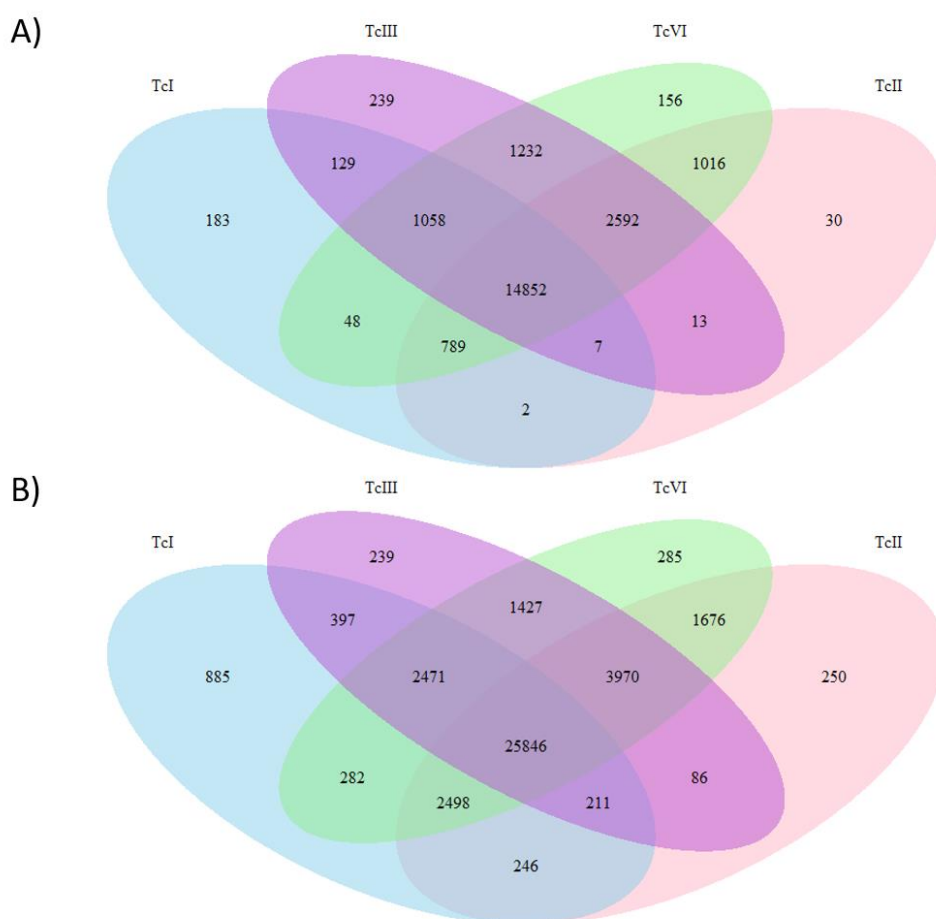 A)
TcIII TcVI
TcI TcII
239 156
129 1232 1016
183 1058 2592 30
14852
48 789 7 13
2
B)
TcIII TcVI
TcI TcII
239 285
397 1427 1676
885 2471 3970 250
25846
282 2498 211 86
246